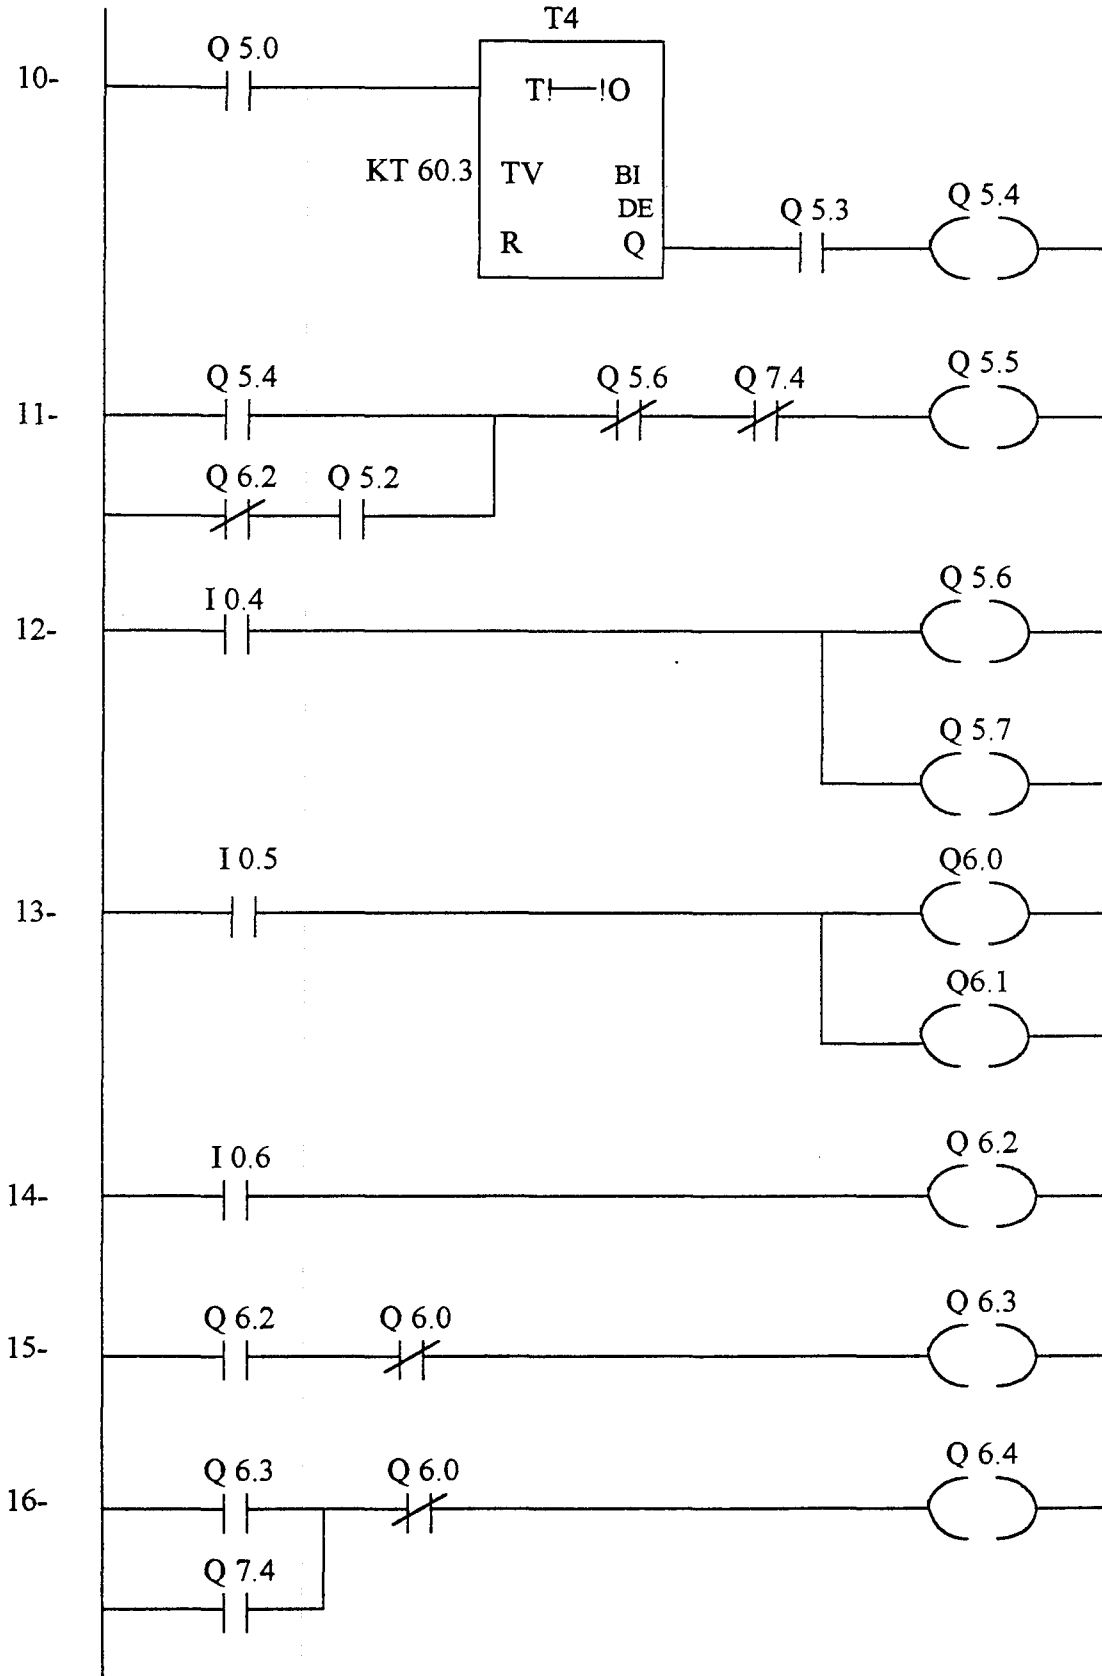 T4
Q 5.0
10-
T!—!O
KT 60.3 TV BI
DE
R Q
Q 5.3
Q 5.4
Q 5.4
Q 5.6
Q 7.4
Q 5.5
11-
Q 6.2
Q 5.2
I 0.4
Q 5.6
12-
Q 5.7
I 0.5
Q6.0
13-
Q6.1
I 0.6
Q 6.2
14-
Q 6.2
Q 6.0
Q 6.3
15-
Q 6.3
Q 6.0
Q 6.4
16-
Q 7.4